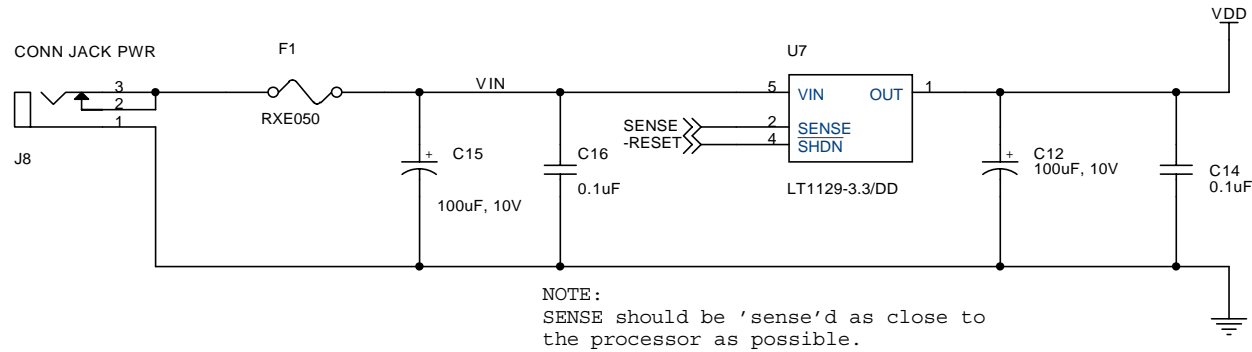 VDD
CONN JACK PWR
F1
U7
3
2
1
VIN
5
VIN
OUT
1
RXE050
SENSE
2
SENSE
-RESET
4
SHDN
J8
C15
C16
C12
100uF, 10V
C14
0.1uF
0.1uF
LT1129-3.3/DD
100uF, 10V
NOTE:
SENSE should be 'sense'd as close to
the processor as possible.